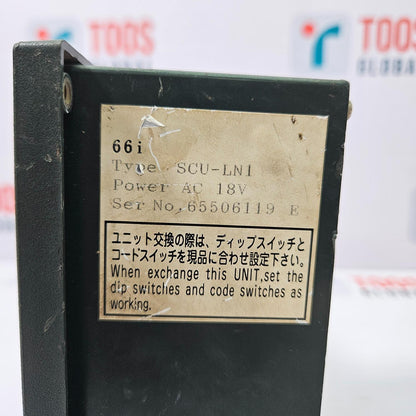 TOOS
GLOBAL
TOOS
GLOBA
66i
Type SCU-LN1
Power AC 18V
Ser No,65506119 E
ユニット交換の際は、ディップスイッチと
コードスイッチを現品に合わせ設定下さい。
When exchange this UNIT,set the
dip switches and code switches as
working.